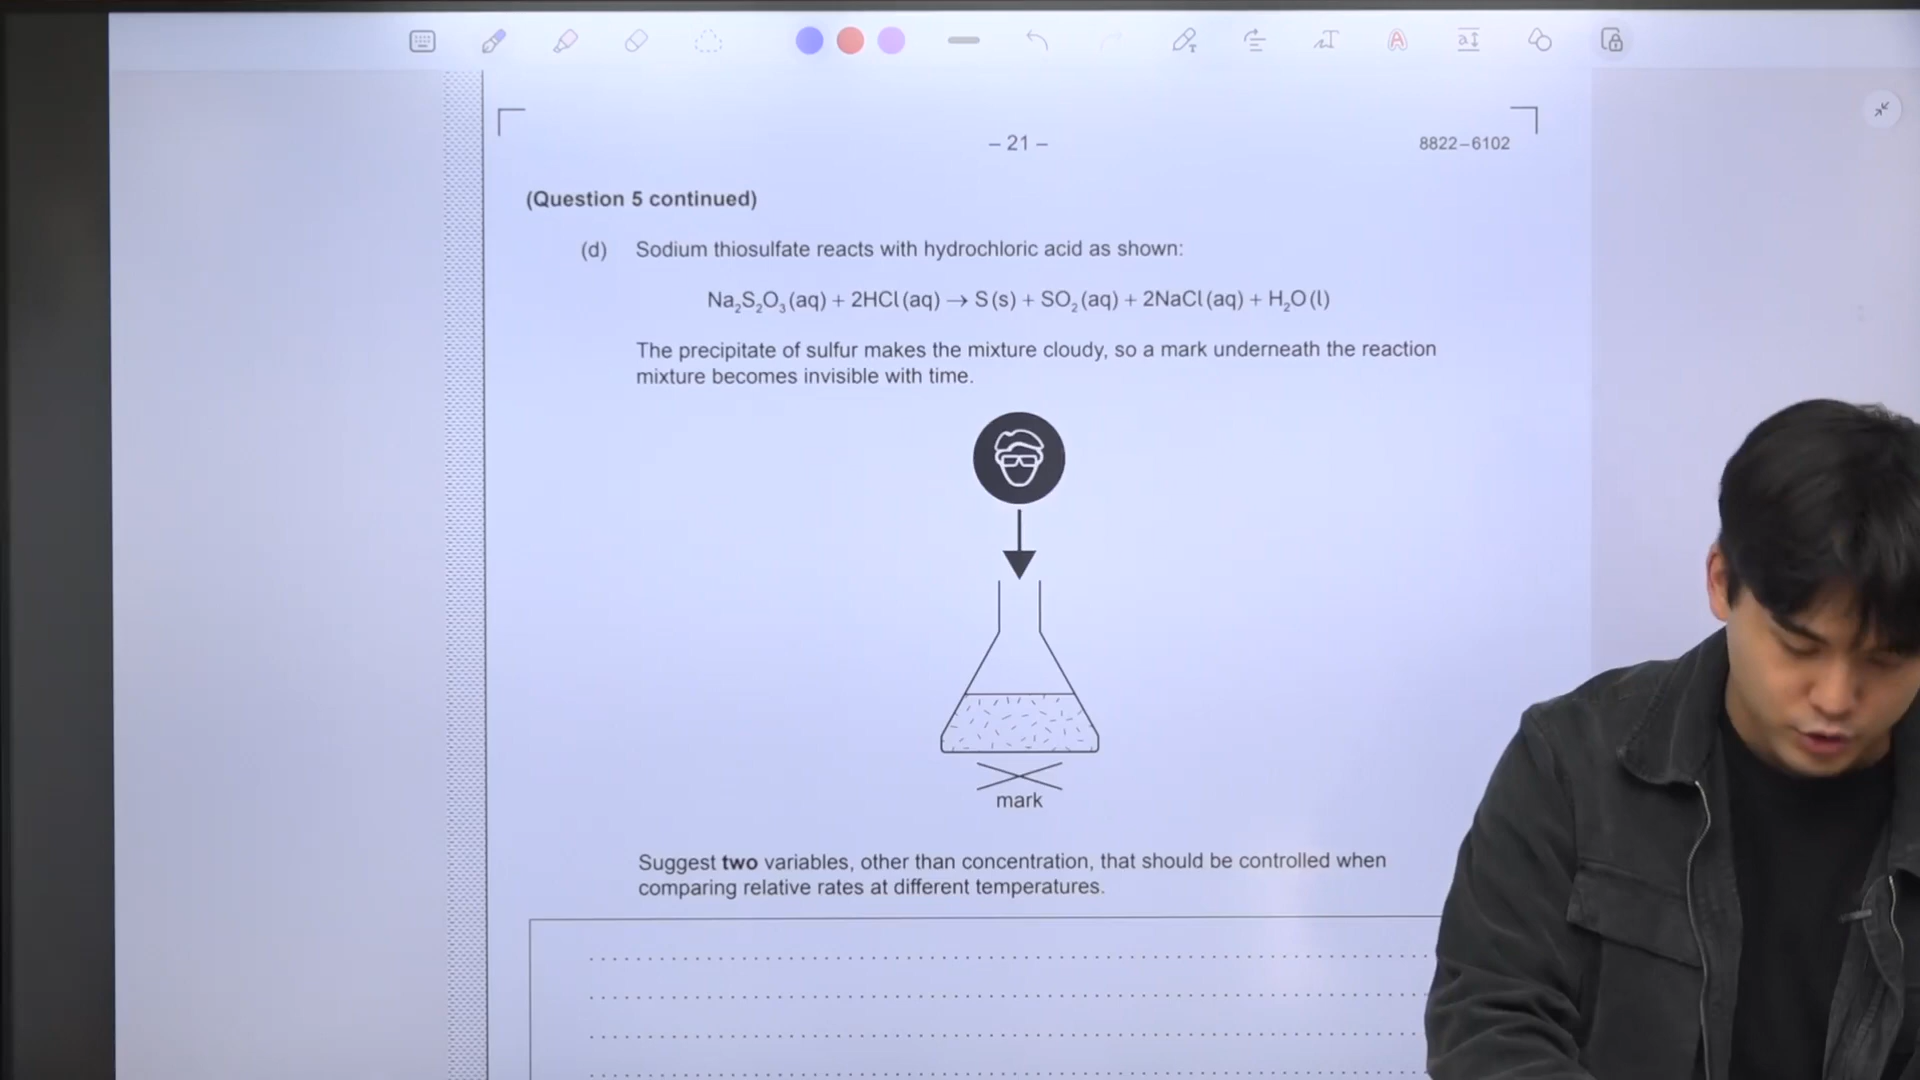 – 21 –
8822–6102
(Question 5 continued)
(d) Sodium thiosulfate reacts with hydrochloric acid as shown:
Na₂S₂O₃(aq) + 2HCl(aq) → S(s) + SO₂(aq) + 2NaCl(aq) + H₂O(l)
The precipitate of sulfur makes the mixture cloudy, so a mark underneath the reaction
mixture becomes invisible with time.
mark
Suggest two variables, other than concentration, that should be controlled when
comparing relative rates at different temperatures.